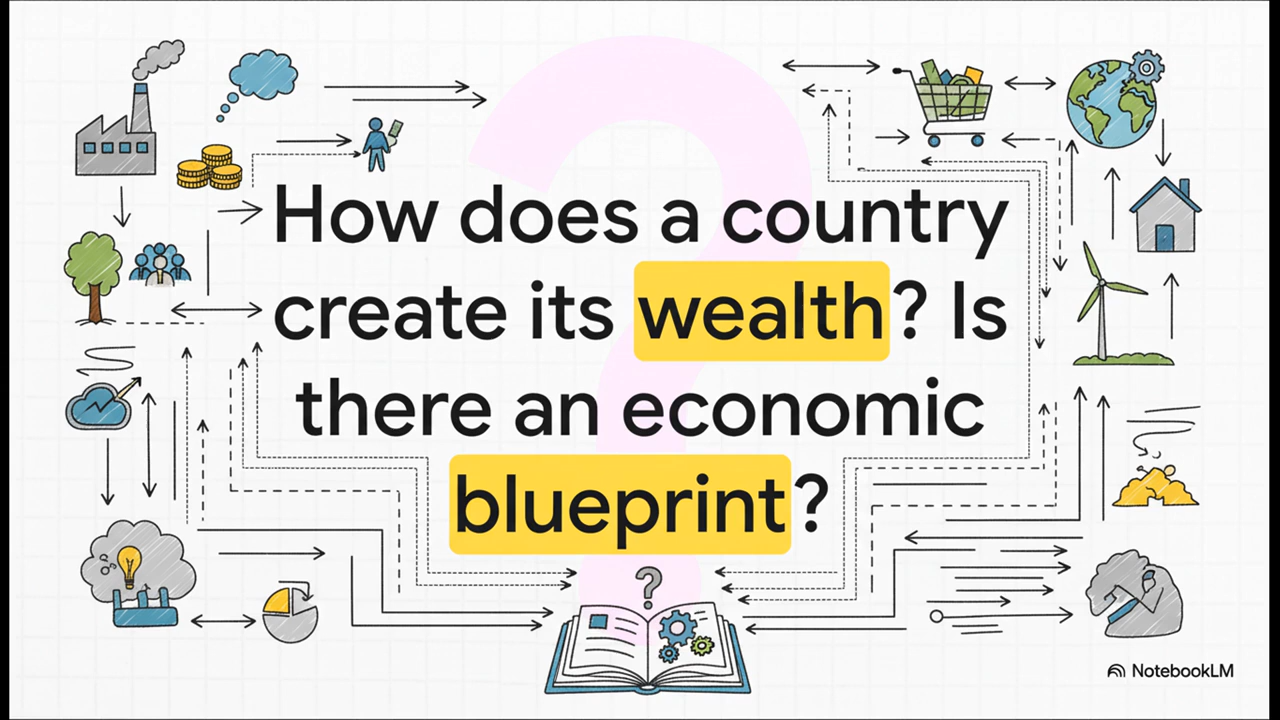 How does a country
create its wealth? Is
there an economic
blueprint?
?
NotebookLM